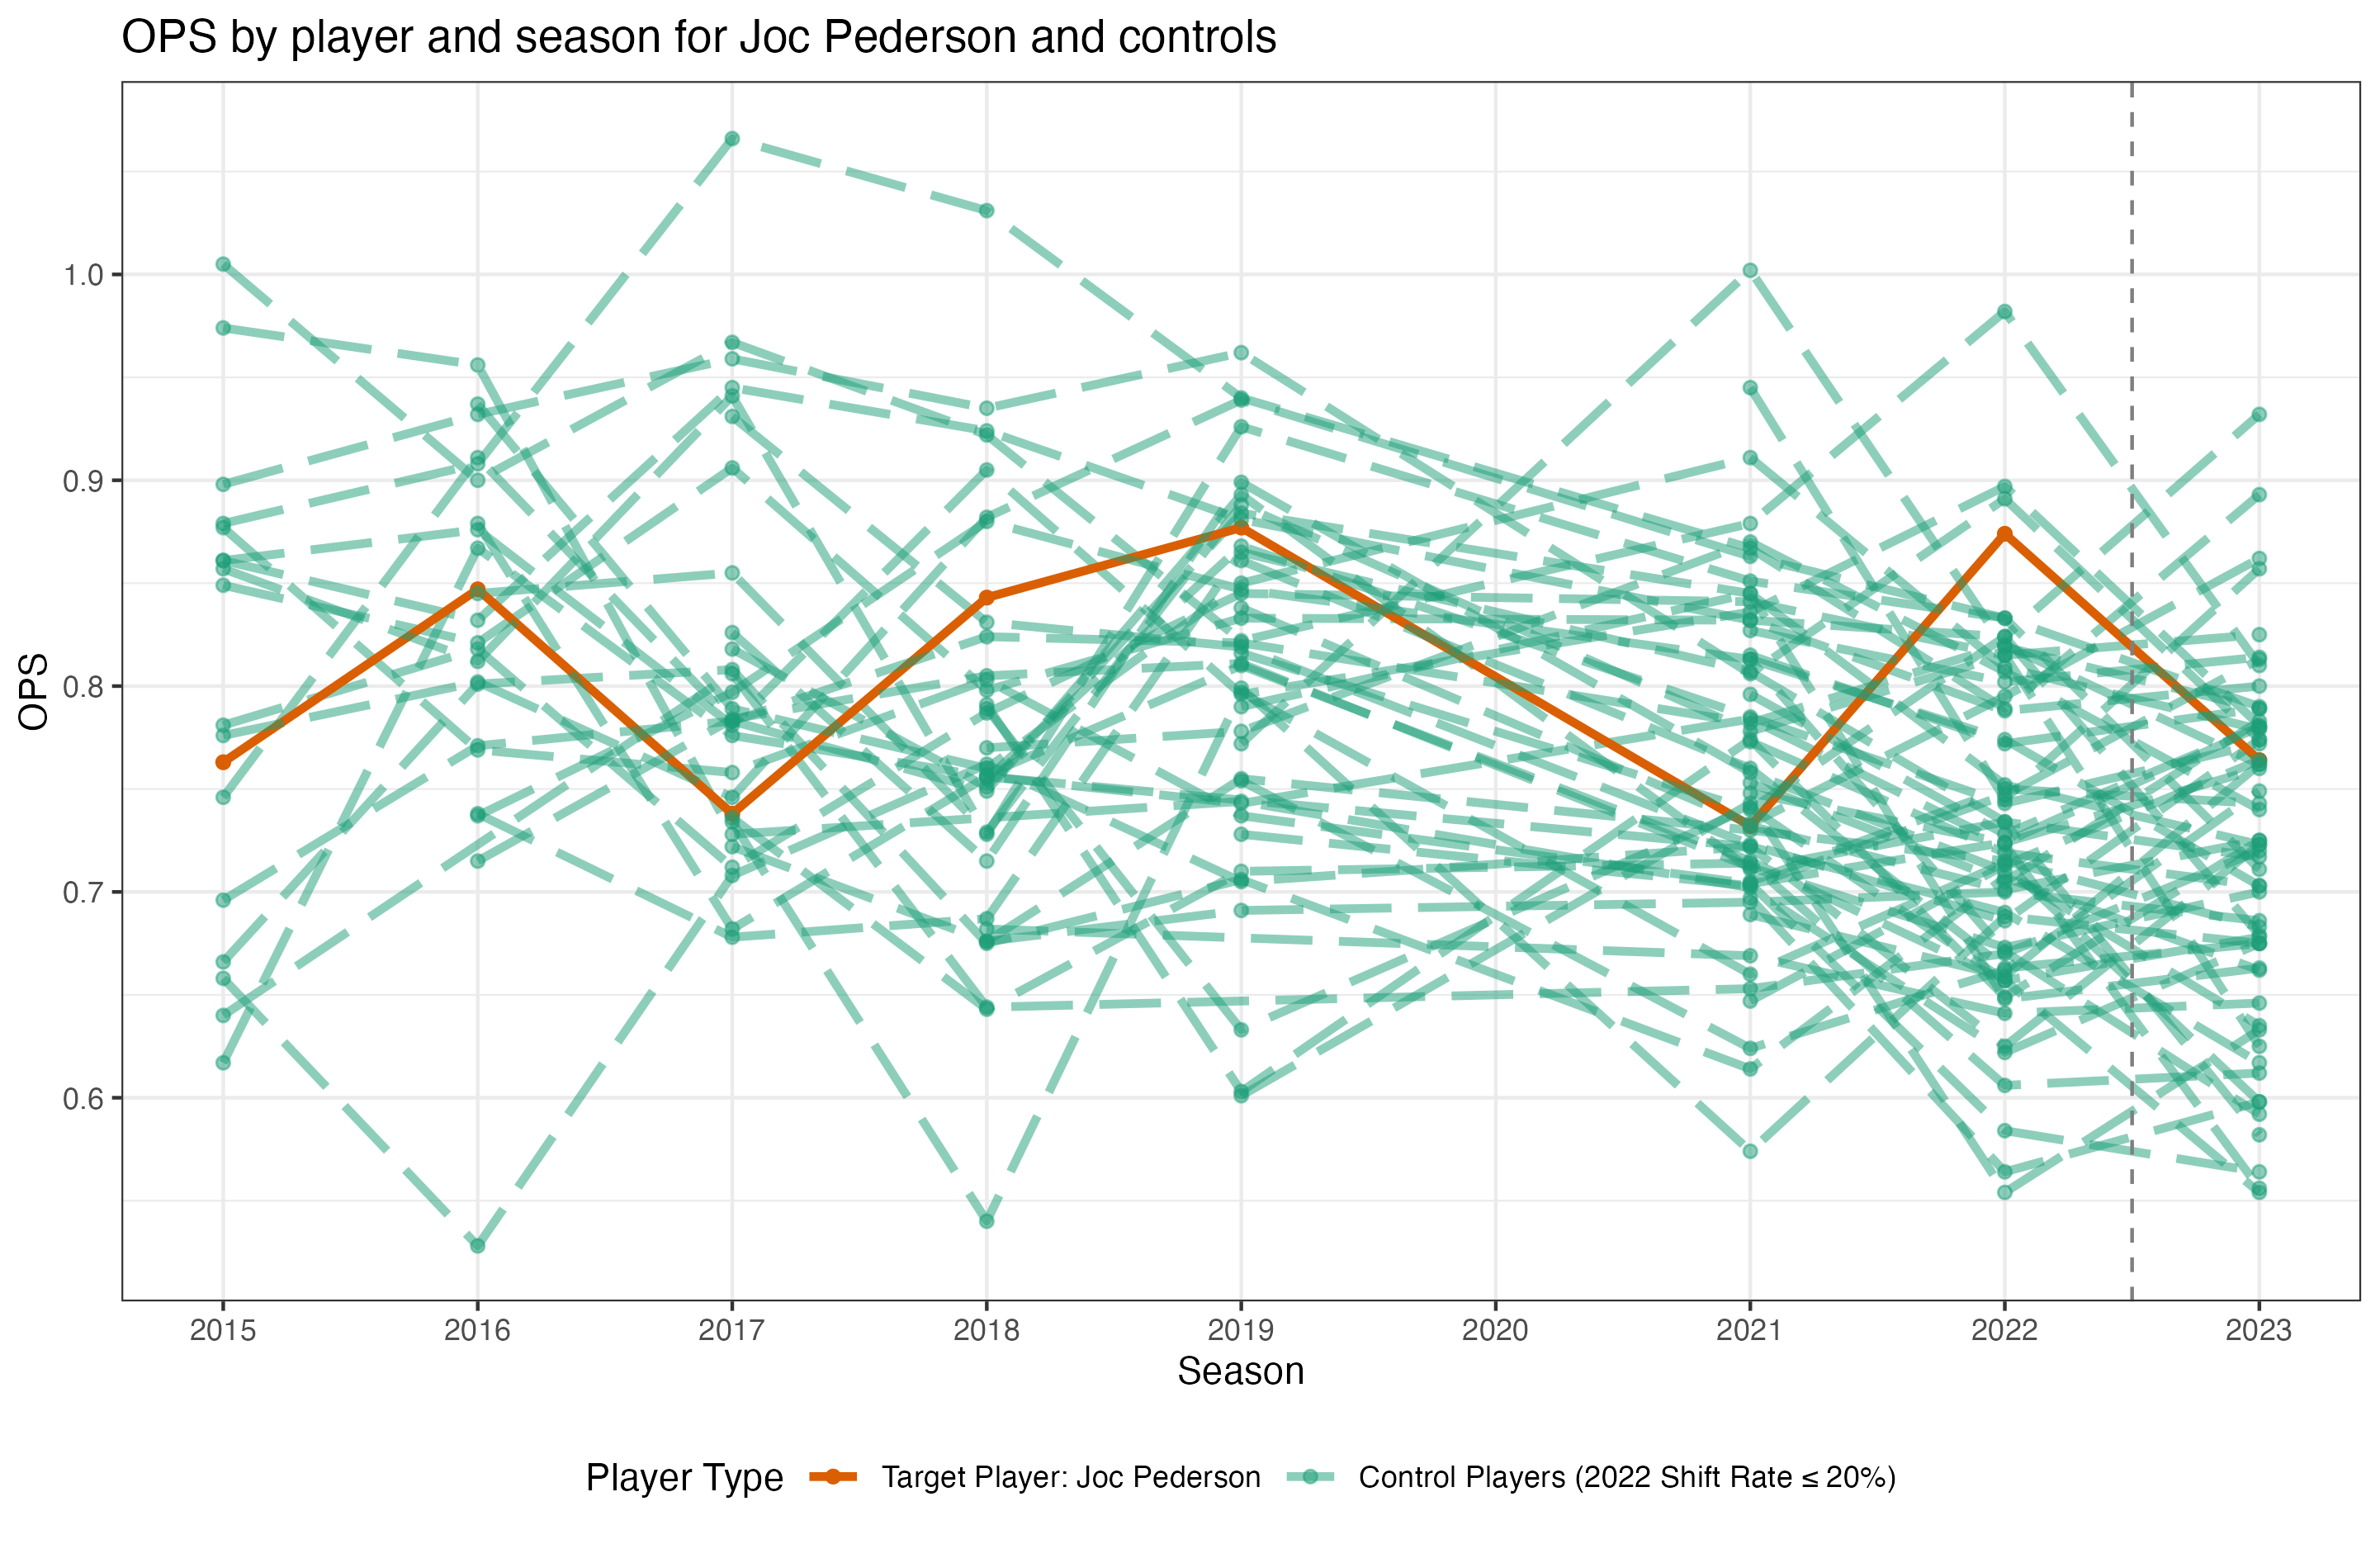 OPS by player and season for Joc Pederson and controls
1.0
0.9
0.8
0.7
0.6
OPS
2015 2016 2017 2018 2019 2020 2021 2022 2023
Season
Player Type Target Player: Joc Pederson Control Players (2022 Shift Rate ≤ 20%)